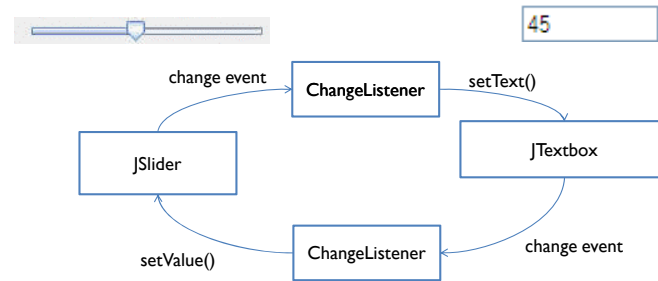 45
change event
ChangeListener
setText()
JSlider
JTextbox
ChangeListener
change event
setValue()